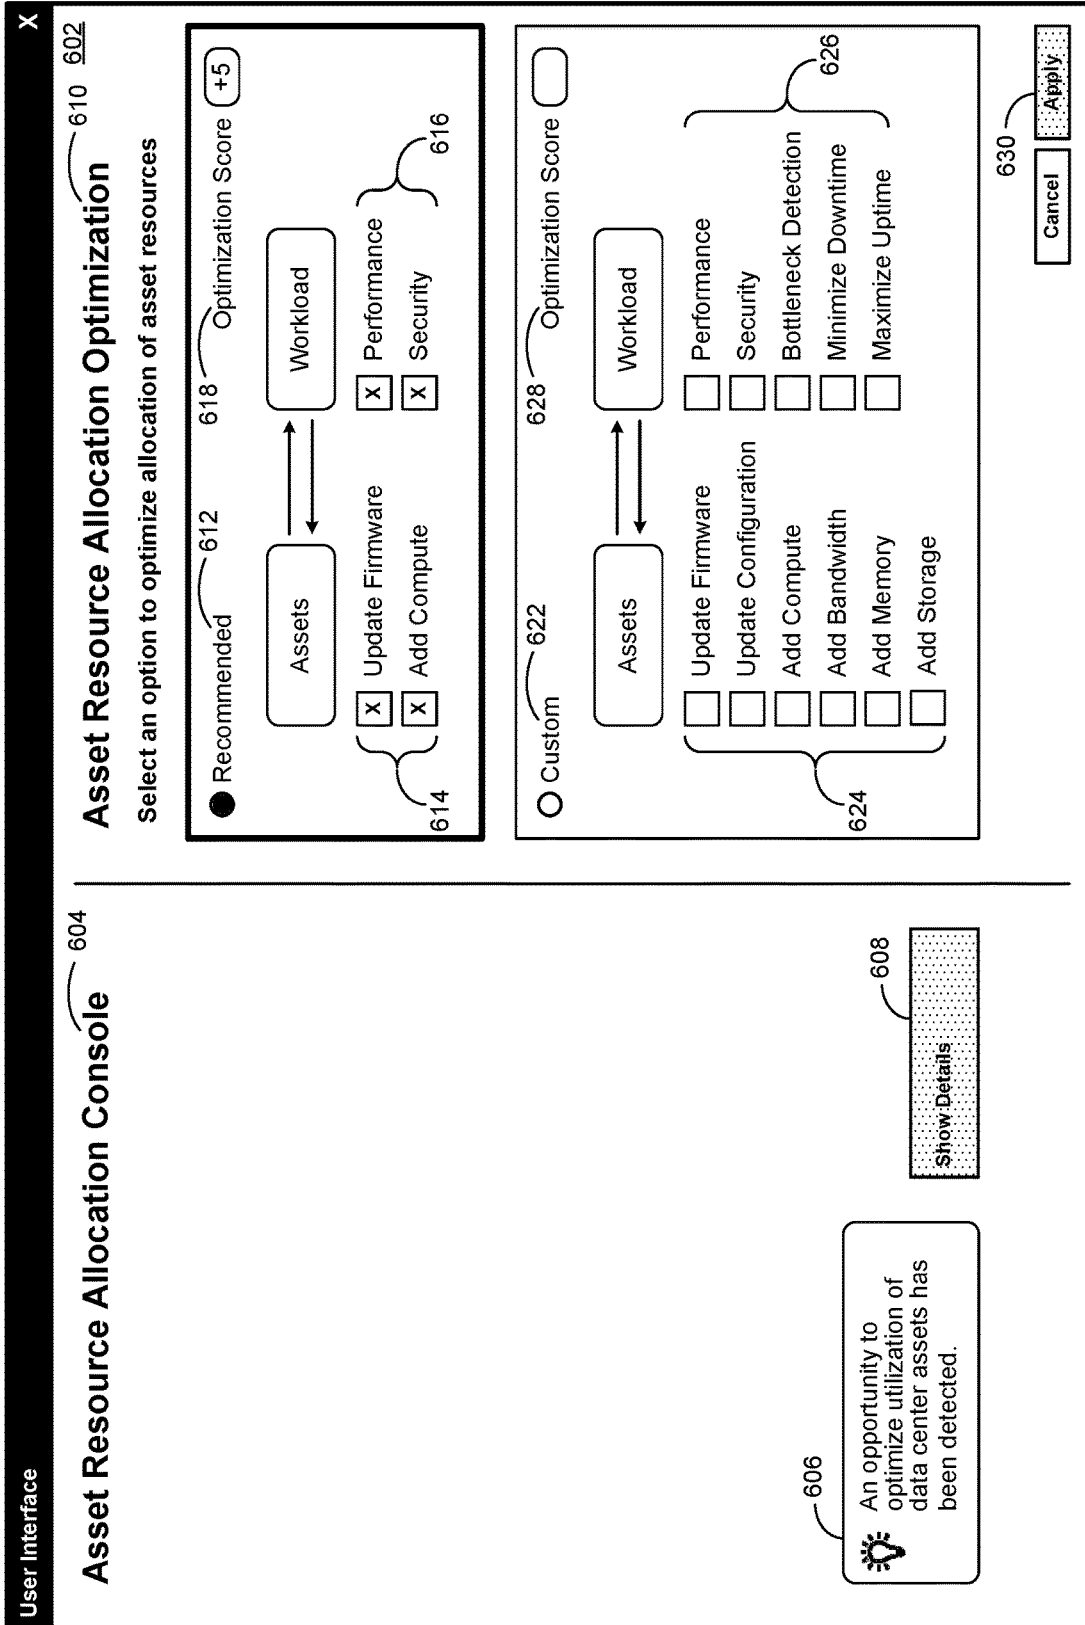 User Interface X
Asset Resource Allocation Console 604
606
An opportunity to
optimize utilization of
data center assets has
been detected.
608
Show Details
Asset Resource Allocation Optimization 610 602
Select an option to optimize allocation of asset resources
Recommended 612 618 Optimization Score +5
Assets Workload
X Update Firmware X Performance
X Add Compute X Security
614 616
Custom 622 628 Optimization Score
Assets Workload
Update Firmware Performance
Update Configuration Security
Add Compute Bottleneck Detection
Add Bandwidth Minimize Downtime
Add Memory Maximize Uptime
Add Storage
624 626
630
Cancel Apply